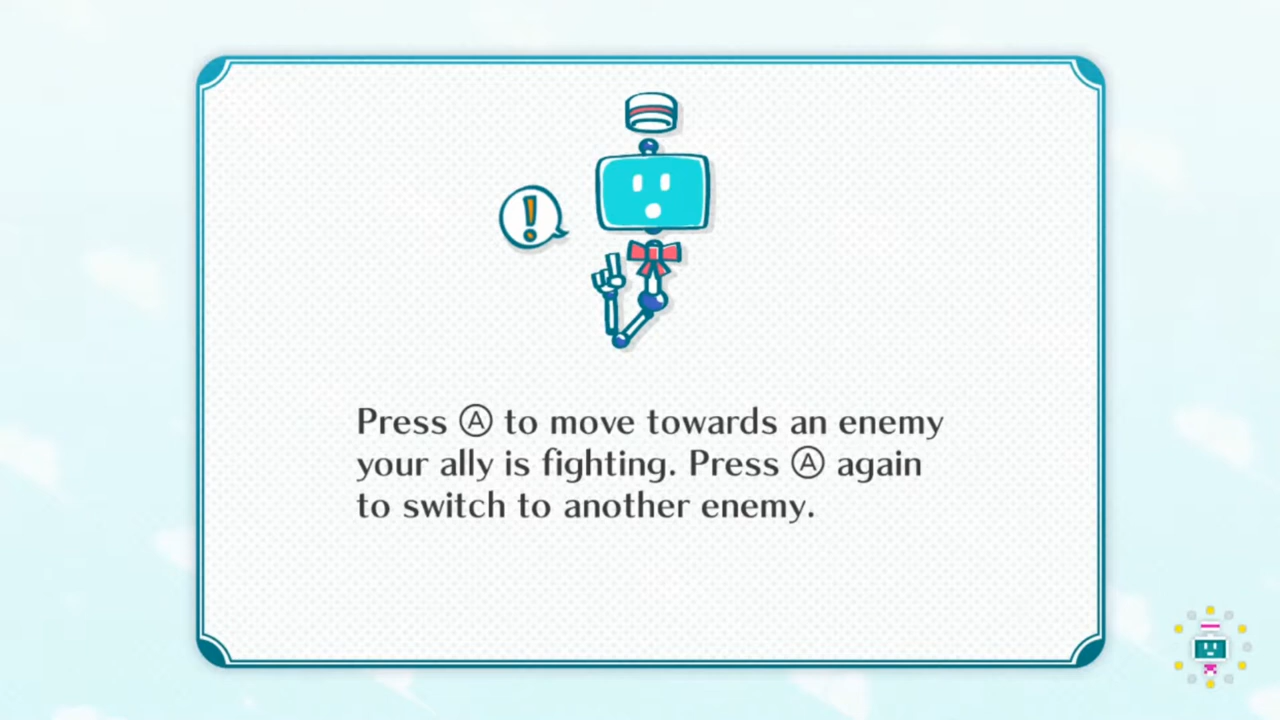 !
Press Ⓐ to move towards an enemy
your ally is fighting. Press Ⓐ again
to switch to another enemy.